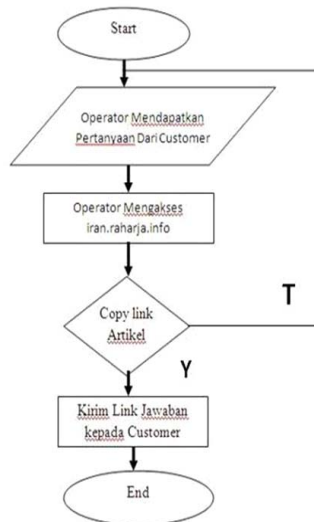 Start
Operator Mendapatkan
Pertanyaan Dari Customer
Operator Mengakses
iran.raharja.info
Copy link
Artikel
T
Y
Kirim Link Jawaban
kepada Customer
End